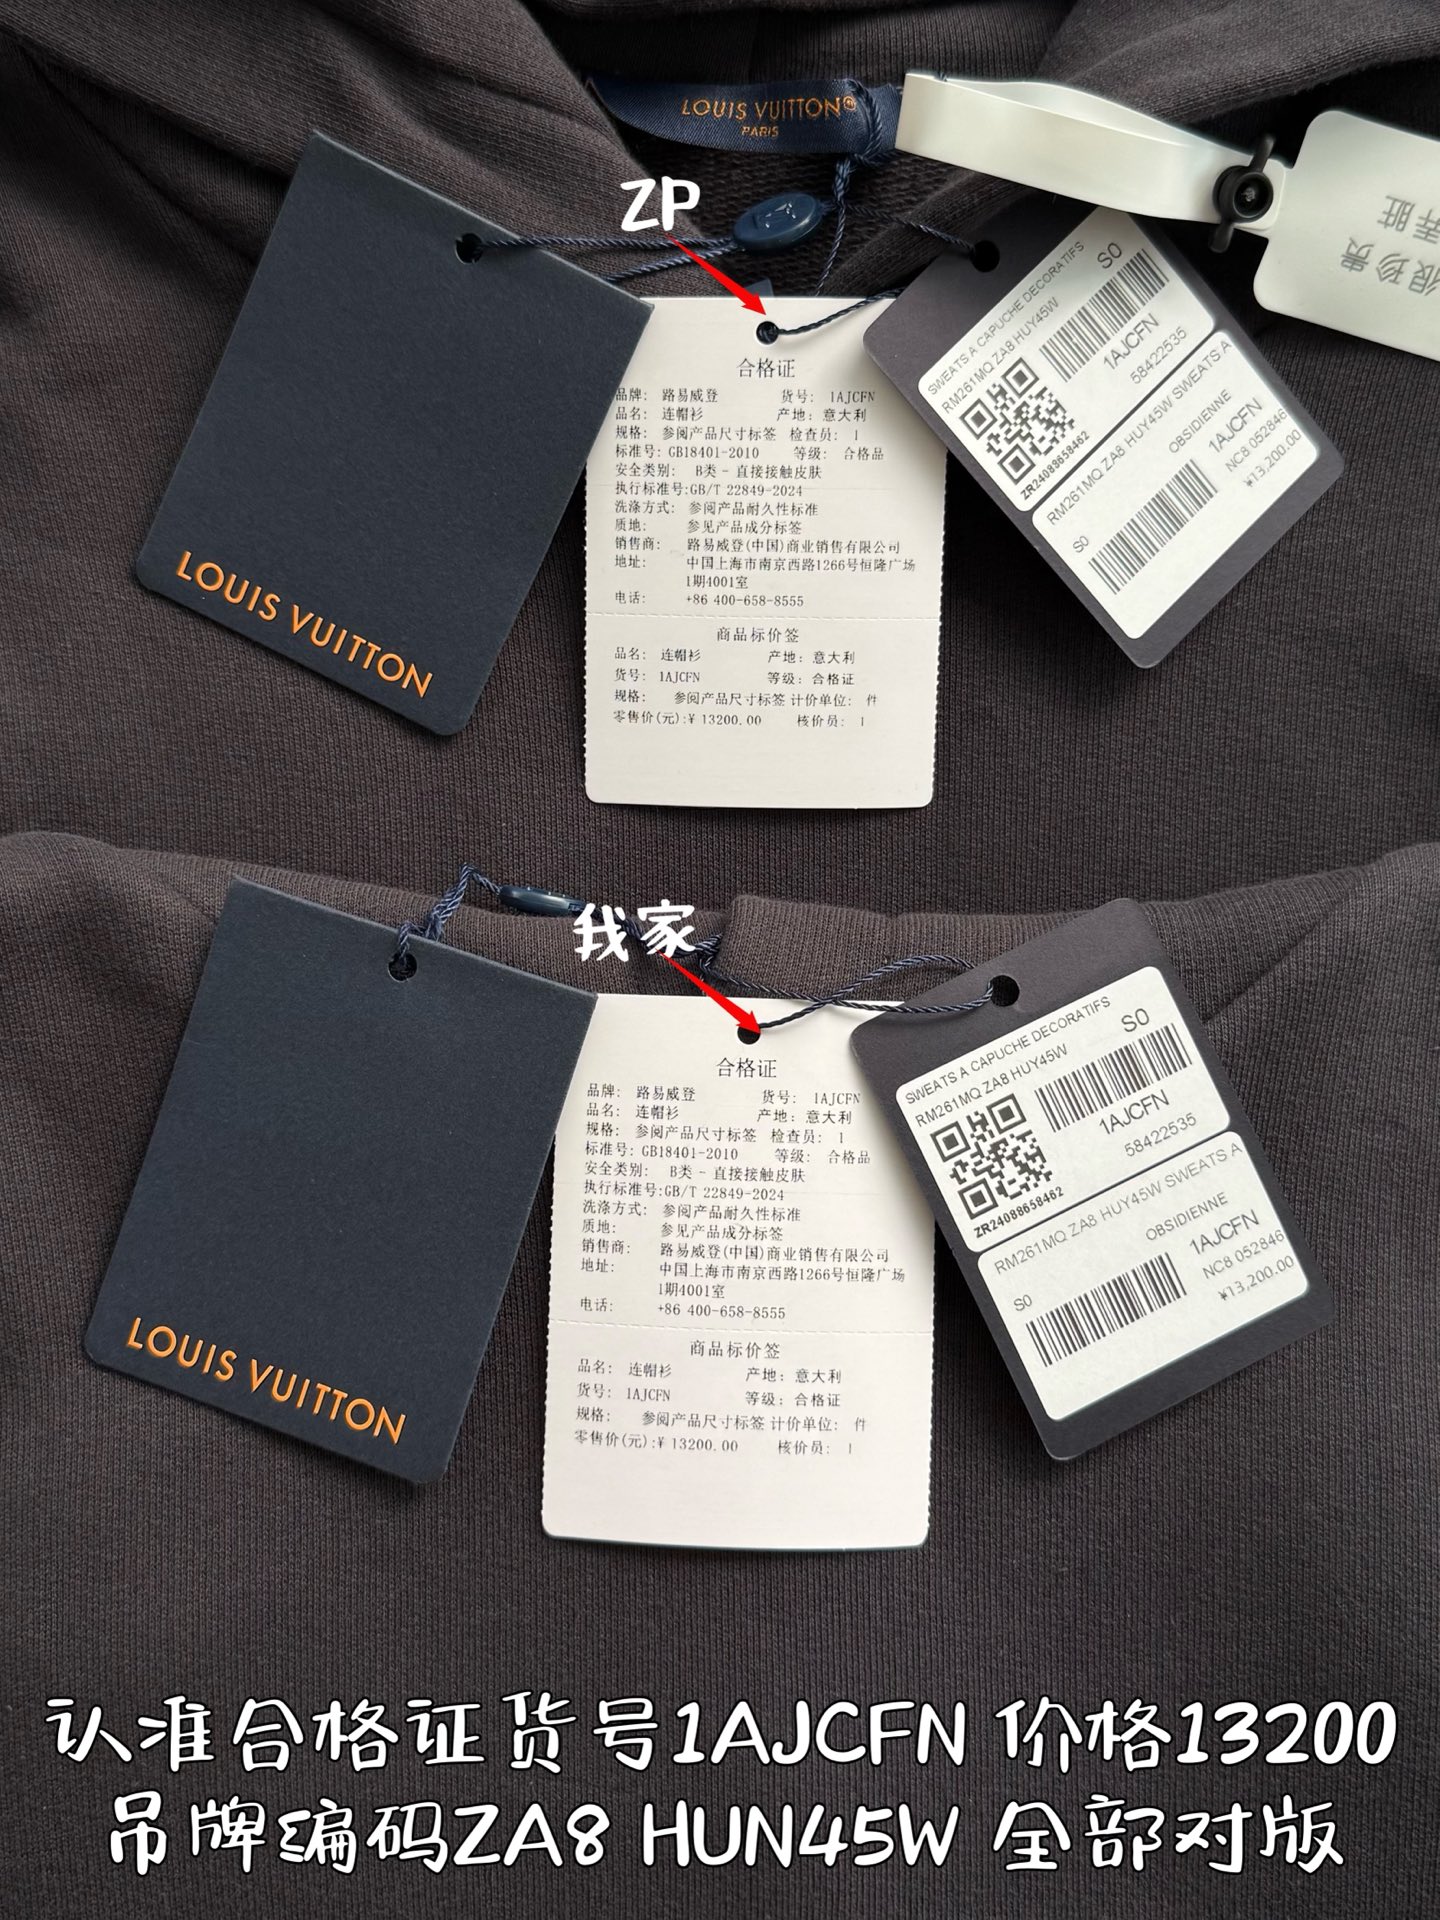 LOUIS VUITTON®
PARIS
ZP
很珍贵
弄脏
LOUIS VUITTON
合格证
品牌: 路易威登 货号: 1AJCFN
品名: 连帽衫 产地: 意大利
规格: 参阅产品尺寸标签 检查员: 1
标准号: GB18401-2010 等级: 合格品
安全类别: B类 - 直接接触皮肤
执行标准号:GB/T 22849-2024
洗涤方式: 参阅产品耐久性标准
质地: 参见产品成分标签
销售商: 路易威登(中国)商业销售有限公司
地址: 中国上海市南京西路1266号恒隆广场
1期4001室
电话: +86 400-658-8555
商品标价签
品名: 连帽衫 产地: 意大利
货号: 1AJCFN 等级: 合格证
规格: 参阅产品尺寸标签 计价单位: 件
零售价(元):¥ 13200.00 核价员: 1
SWEATS A CAPUCHE DECORATIFS
RM261MQ ZA8 HUY45W
S0
1AJCFN
58422535
ZR24088658462
RM261MQ ZA8 HUY45W SWEATS A
OBSIDIENNE
S0
1AJCFN
NC8 052846
¥13,200.00
我家
LOUIS VUITTON
合格证
品牌: 路易威登 货号: 1AJCFN
品名: 连帽衫 产地: 意大利
规格: 参阅产品尺寸标签 检查员: 1
标准号: GB18401-2010 等级: 合格品
安全类别: B类 - 直接接触皮肤
执行标准号:GB/T 22849-2024
洗涤方式: 参阅产品耐久性标准
质地: 参见产品成分标签
销售商: 路易威登(中国)商业销售有限公司
地址: 中国上海市南京西路1266号恒隆广场
1期4001室
电话: +86 400-658-8555
商品标价签
品名: 连帽衫 产地: 意大利
货号: 1AJCFN 等级: 合格证
规格: 参阅产品尺寸标签 计价单位: 件
零售价(元):¥ 13200.00 核价员: 1
SWEATS A CAPUCHE DECORATIFS
RM261MQ ZA8 HUY45W
S0
1AJCFN
58422535
ZR24088658462
RM261MQ ZA8 HUY45W SWEATS A
OBSIDIENNE
S0
1AJCFN
NC8 052846
¥13,200.00
认准合格证货号1AJCFN 价格13200
吊牌编码ZA8 HUN45W 全部对版